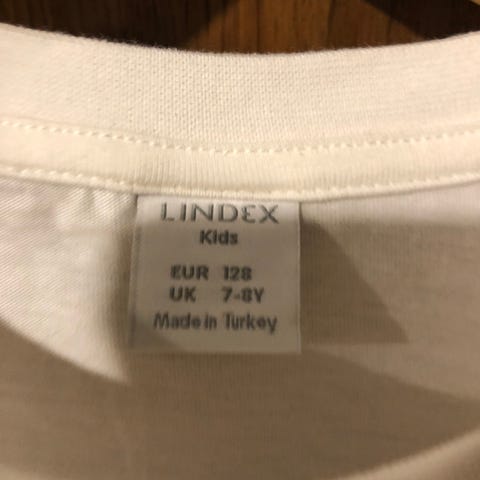 LINDEX
Kids
EUR 128
UK 7-8Y
Made in Turkey